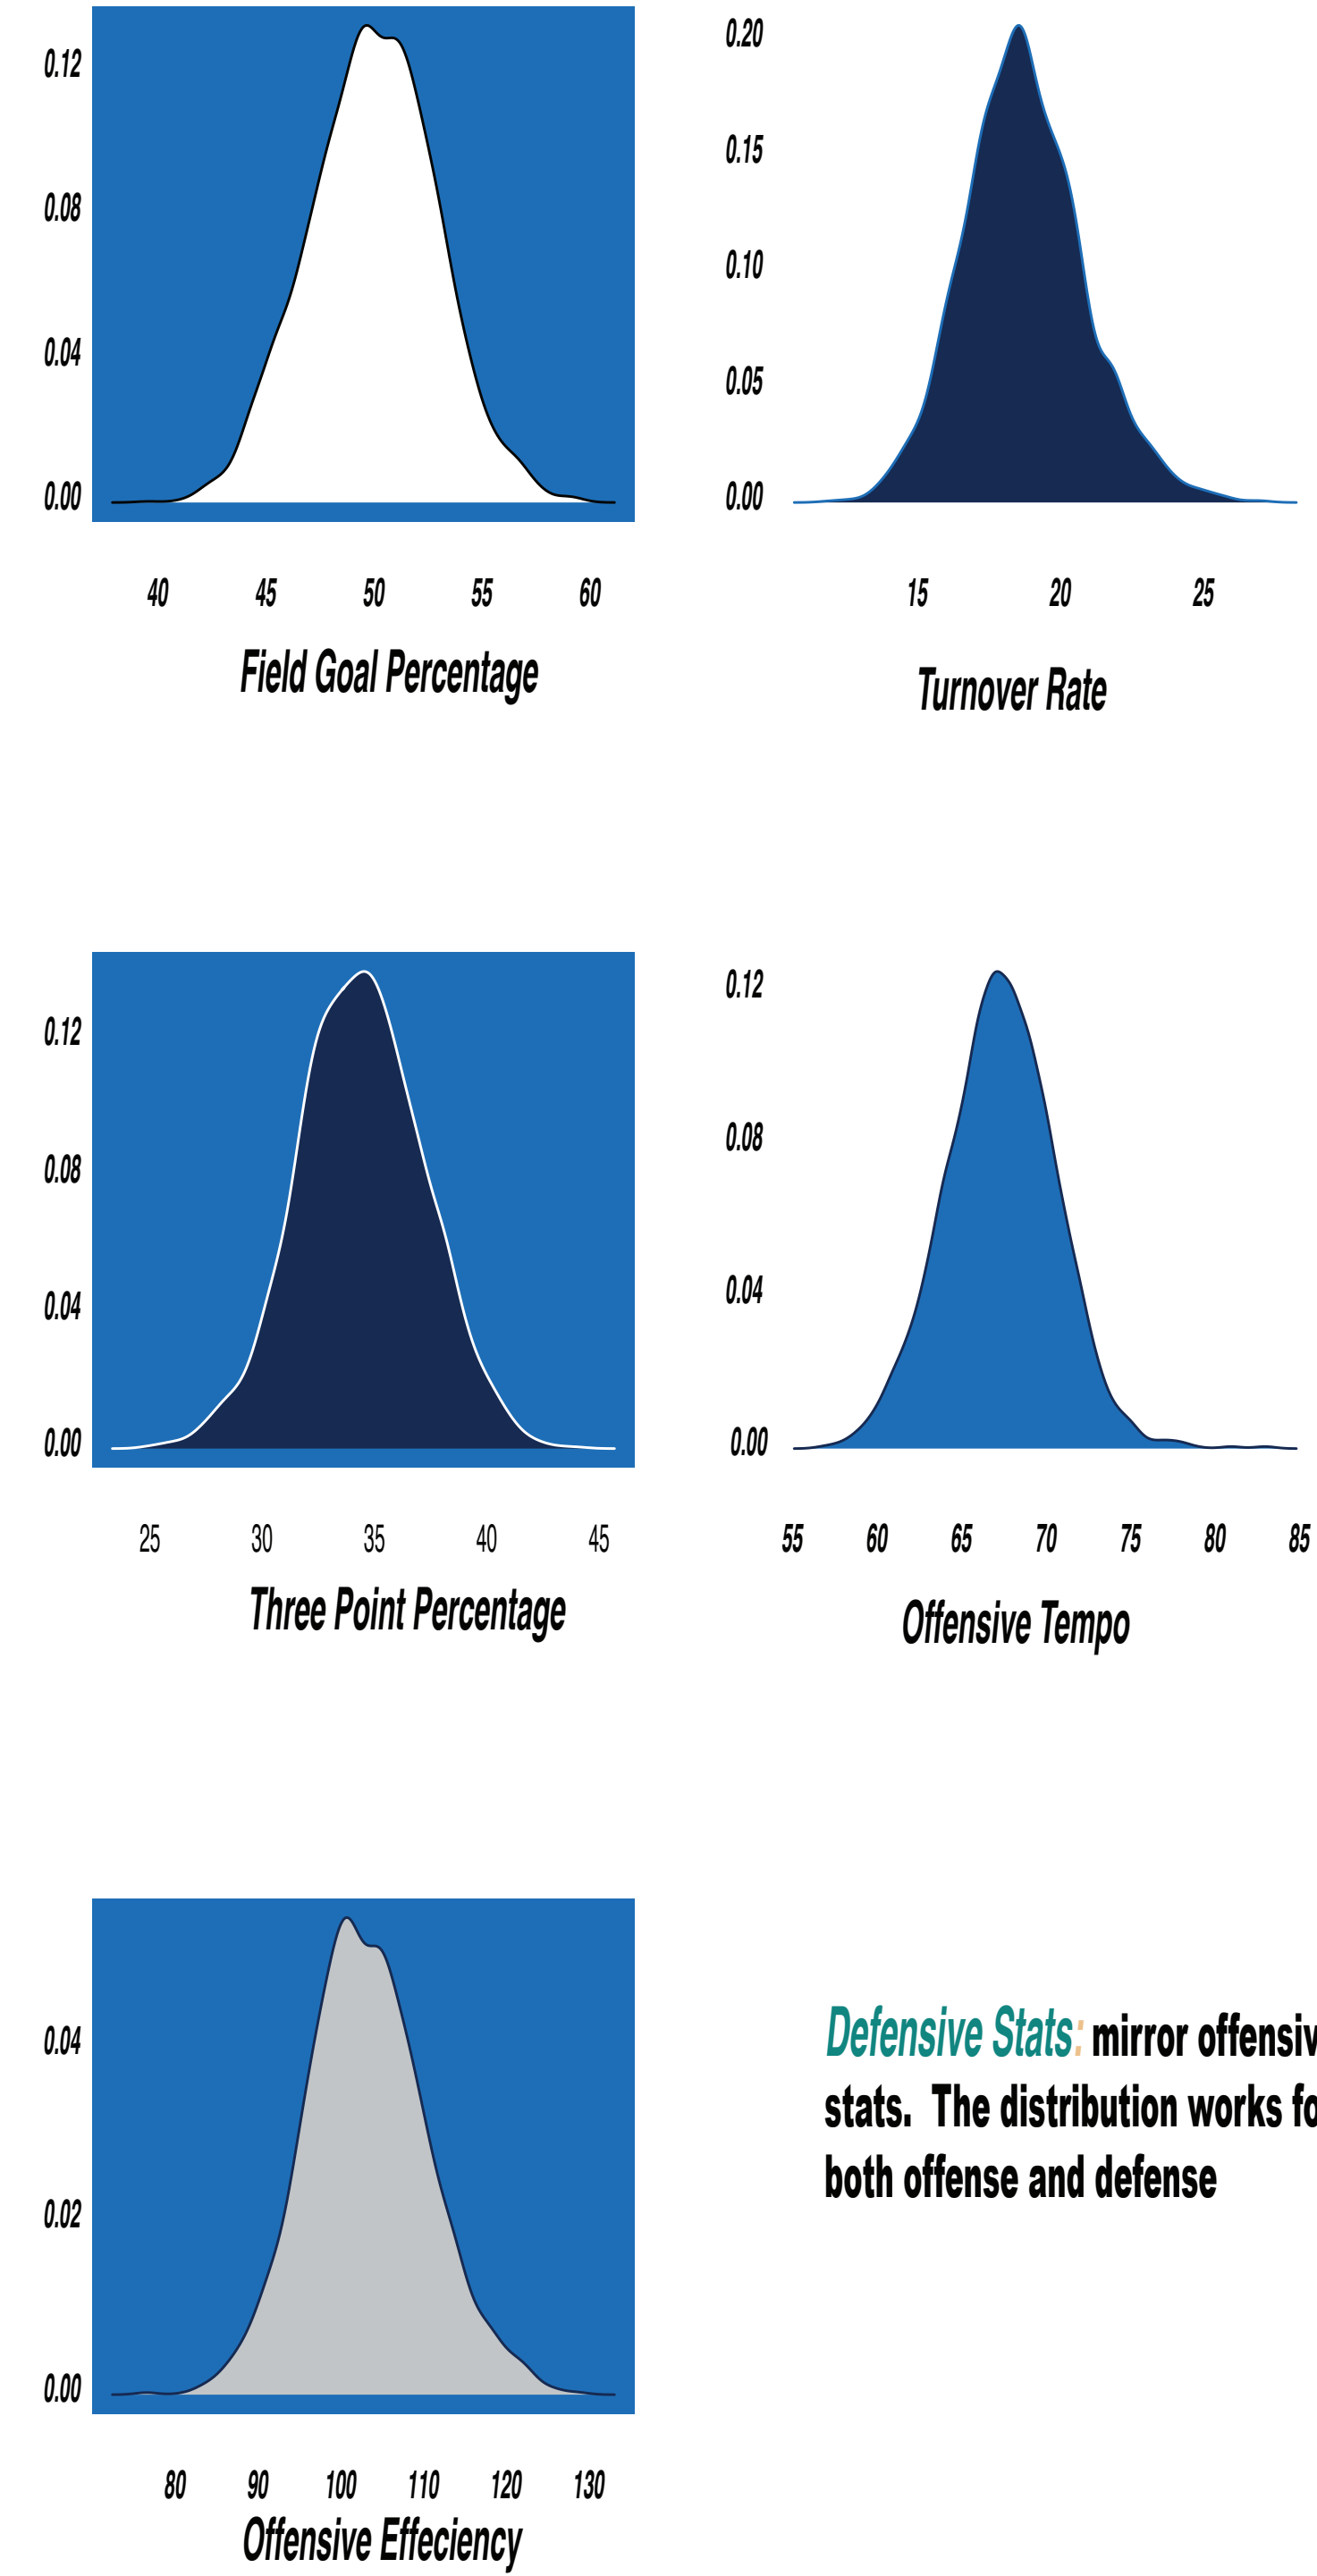 0.12
0.08
0.04
0.00
40 45 50 55 60
Field Goal Percentage
0.20
0.15
0.10
0.05
0.00
15 20 25
Turnover Rate
0.12
0.08
0.04
0.00
25 30 35 40 45
Three Point Percentage
0.12
0.08
0.04
0.00
55 60 65 70 75 80 85
Offensive Tempo
0.04
0.02
0.00
80 90 100 110 120 130
Offensive Effeciency
Defensive Stats: mirror offensiv
stats. The distribution works fo
both offense and defense